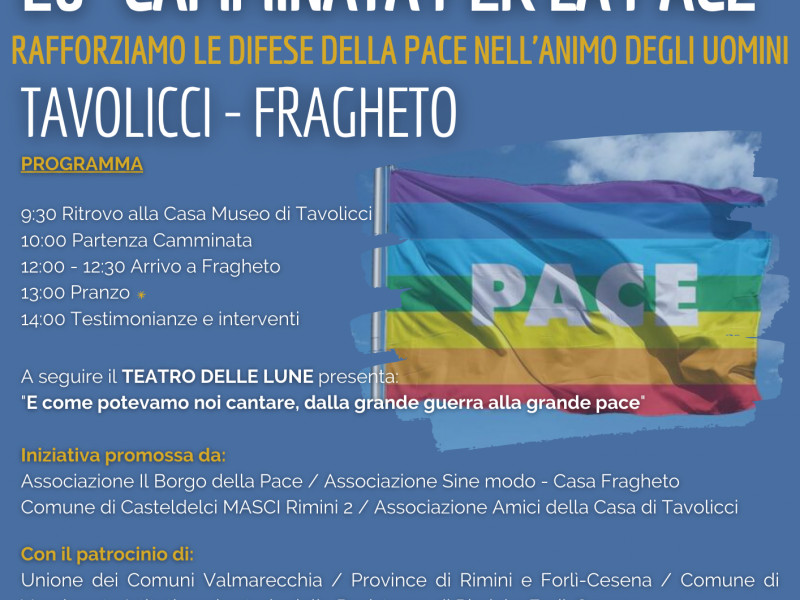 CAMMINATA PER LA PACE
RAFFORZIAMO LE DIFESE DELLA PACE NELL'ANIMO DEGLI UOMINI
TAVOLICCI - FRAGHETO
PROGRAMMA
9:30 Ritrovo alla Casa Museo di Tavolicci
10:00 Partenza Camminata
12:00 - 12:30 Arrivo a Fragheto
13:00 Pranzo *
14:00 Testimonianze e interventi
PACE
A seguire il TEATRO DELLE LUNE presenta:
"E come potevamo noi cantare, dalla grande guerra alla grande pace"
Iniziativa promossa da:
Associazione Il Borgo della Pace / Associazione Sine modo - Casa Fragheto
Comune di Casteldelci MASCI Rimini 2 / Associazione Amici della Casa di Tavolicci
Con il patrocinio di:
Unione dei Comuni Valmarecchia / Province di Rimini e Forlì-Cesena / Comune di